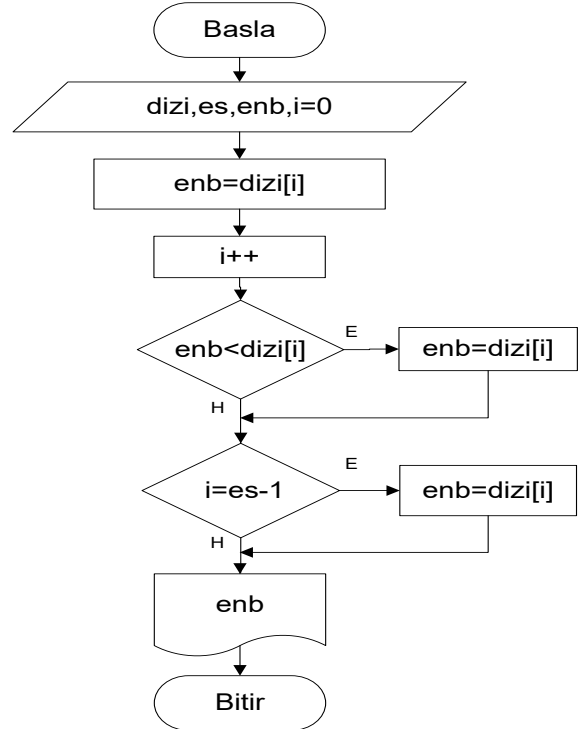 Basla
dizi,es,enb,i=0
enb=dizi[i]
i++
enb<dizi[i]
E
enb=dizi[i]
H
i=es-1
E
enb=dizi[i]
H
enb
Bitir